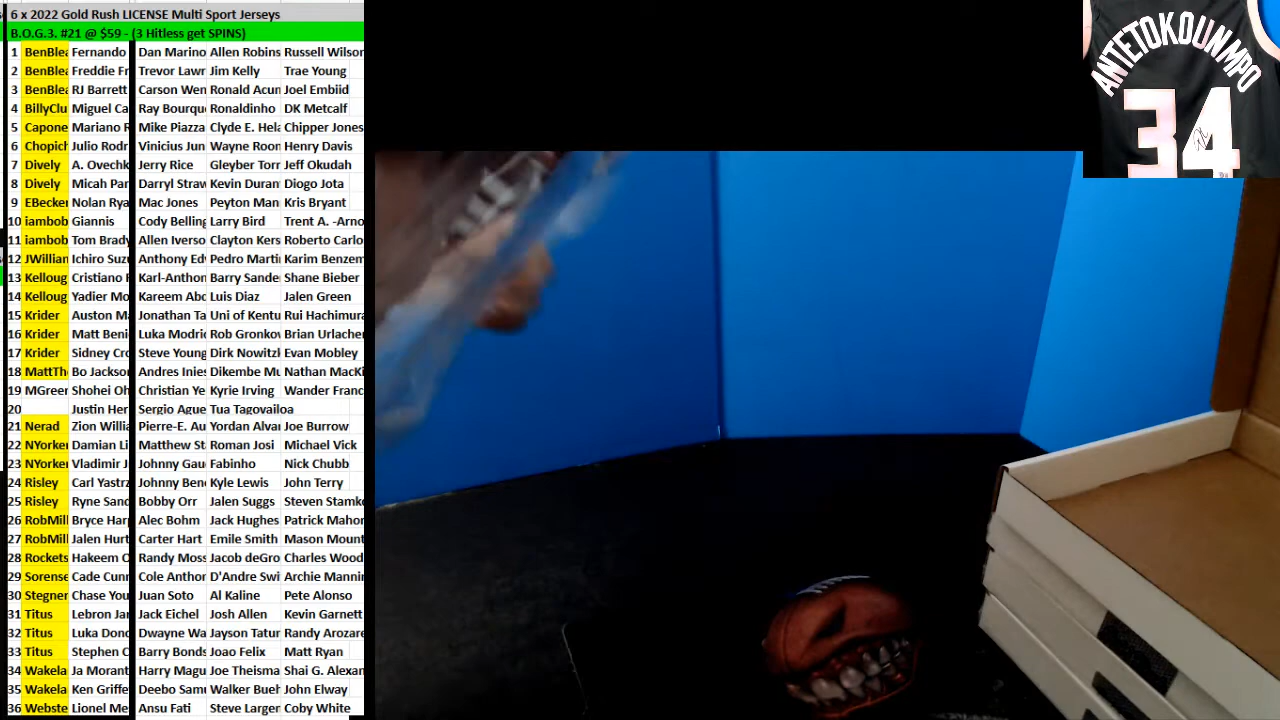 6 x 2022 Gold Rush LICENSE Multi Sport Jerseys
B.O.G.3. #21 @ $59 - (3 Hitless get SPINS)
1 BenBlea Fernando Dan Marino Allen Robins Russell Wilson
2 BenBlea Freddie Fr Trevor Lawr Jim Kelly Trae Young
3 BenBlea RJ Barrett Carson Wen Ronald Acun Joel Embiid
4 BillyClu Miguel Ca Ray Bourqu Ronaldinho DK Metcalf
5 Capone Mariano R Mike Piazza Clyde E. Hela Chipper Jones
6 Chopich Julio Rodr Vinicius Jun Wayne Roon Henry Davis
7 Dively A. Ovechk Jerry Rice Gleyber Torr Jeff Okudah
8 Dively Micah Par Darryl Straw Kevin Duran Diogo Jota
9 EBecker Nolan Rya Mac Jones Peyton Man Kris Bryant
10 iambob Giannis Cody Belling Larry Bird Trent A. -Arno
11 iambob Tom Brady Allen Iverso Clayton Kers Roberto Carlo
12 JWillian Ichiro Suzu Anthony Ed Pedro Marti Karim Benzem
13 Kelloug Cristiano R Karl-Anthon Barry Sande Shane Bieber
14 Kelloug Yadier Mo Kareem Abd Luis Diaz Jalen Green
15 Krider Auston Ma Jonathan Ta Uni of Kentu Rui Hachimura
16 Krider Matt Beni Luka Modric Rob Gronkov Brian Urlacher
17 Krider Sidney Cro Steve Young Dirk Nowitzl Evan Mobley
18 MattTh Bo Jackson Andres Inies Dikembe Mu Nathan MacKi
19 MGreer Shohei Oh Christian Ye Kyrie Irving Wander Franc
20 Justin Her Sergio Ague Tua Tagovailoa
21 Nerad Zion Willia Pierre-E. Au Yordan Alvar Joe Burrow
22 NYorker Damian Li Matthew St Roman Josi Michael Vick
23 NYorker Vladimir J Johnny Gau Fabinho Nick Chubb
24 Risley Carl Yastrz Johnny Ben Kyle Lewis John Terry
25 Risley Ryne Sand Bobby Orr Jalen Suggs Steven Stamk
26 RobMill Bryce Har Alec Bohm Jack Hughes Patrick Mahor
27 RobMill Jalen Hurt Carter Hart Emile Smith Mason Mount
28 Rockets Hakeem O Randy Moss Jacob deGro Charles Wood
29 Sorense Cade Cunn Cole Anthon D'Andre Swi Archie Mannin
30 Stegner Chase You Juan Soto Al Kaline Pete Alonso
31 Titus Lebron Jar Jack Eichel Josh Allen Kevin Garnett
32 Titus Luka Donc Dwayne Wa Jayson Tatur Randy Arozare
33 Titus Stephen C Barry Bonds Joao Felix Matt Ryan
34 Wakela Ja Morant Harry Magu Joe Theisma Shai G. Alexan
35 Wakela Ken Griffe Deebo Sam Walker Bueh John Elway
36 Webste Lionel Me Ansu Fati Steve Larger Coby White
ANTETOKOUNMPO
34